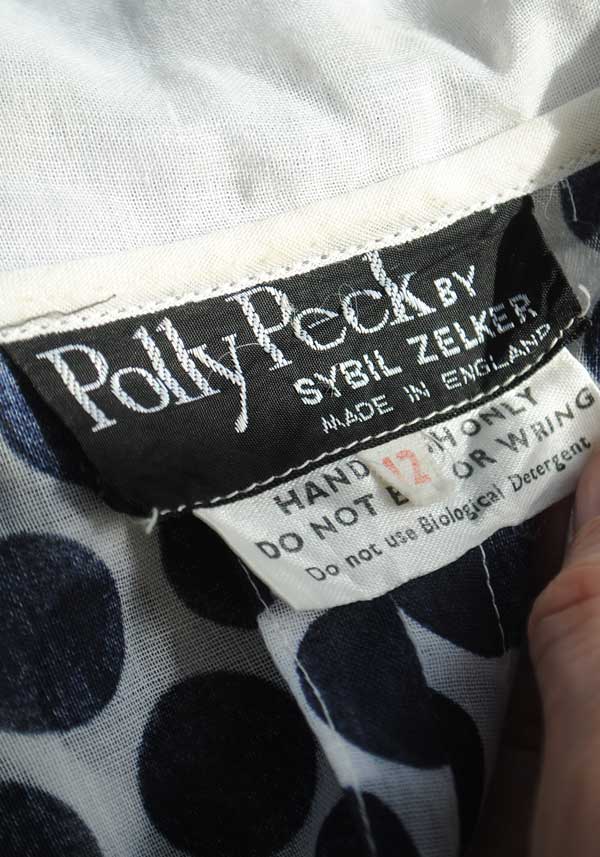 Polly Peck BY
SYBIL ZELKER
MADE IN ENGLAND
12
HAND ONLY
DO NOT OR WRING
Do not use Biological Detergent